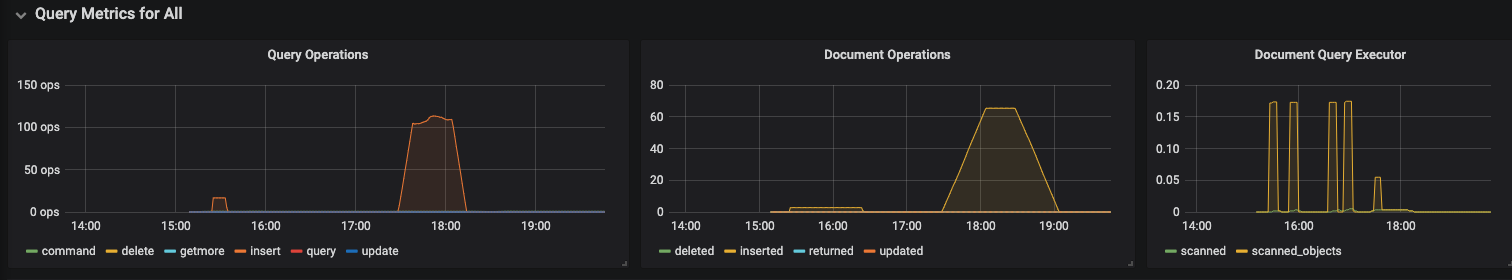 Query Metrics for All
Query Operations
150 ops
100 ops
50 ops
0 ops
14:00 15:00 16:00 17:00 18:00 19:00
command delete getmore insert query update
Document Operations
80
60
40
20
0
14:00 15:00 16:00 17:00 18:00 19:00
deleted inserted returned updated
Document Query Executor
0.20
0.15
0.10
0.05
0
14:00 16:00 18:00
scanned scanned_objects